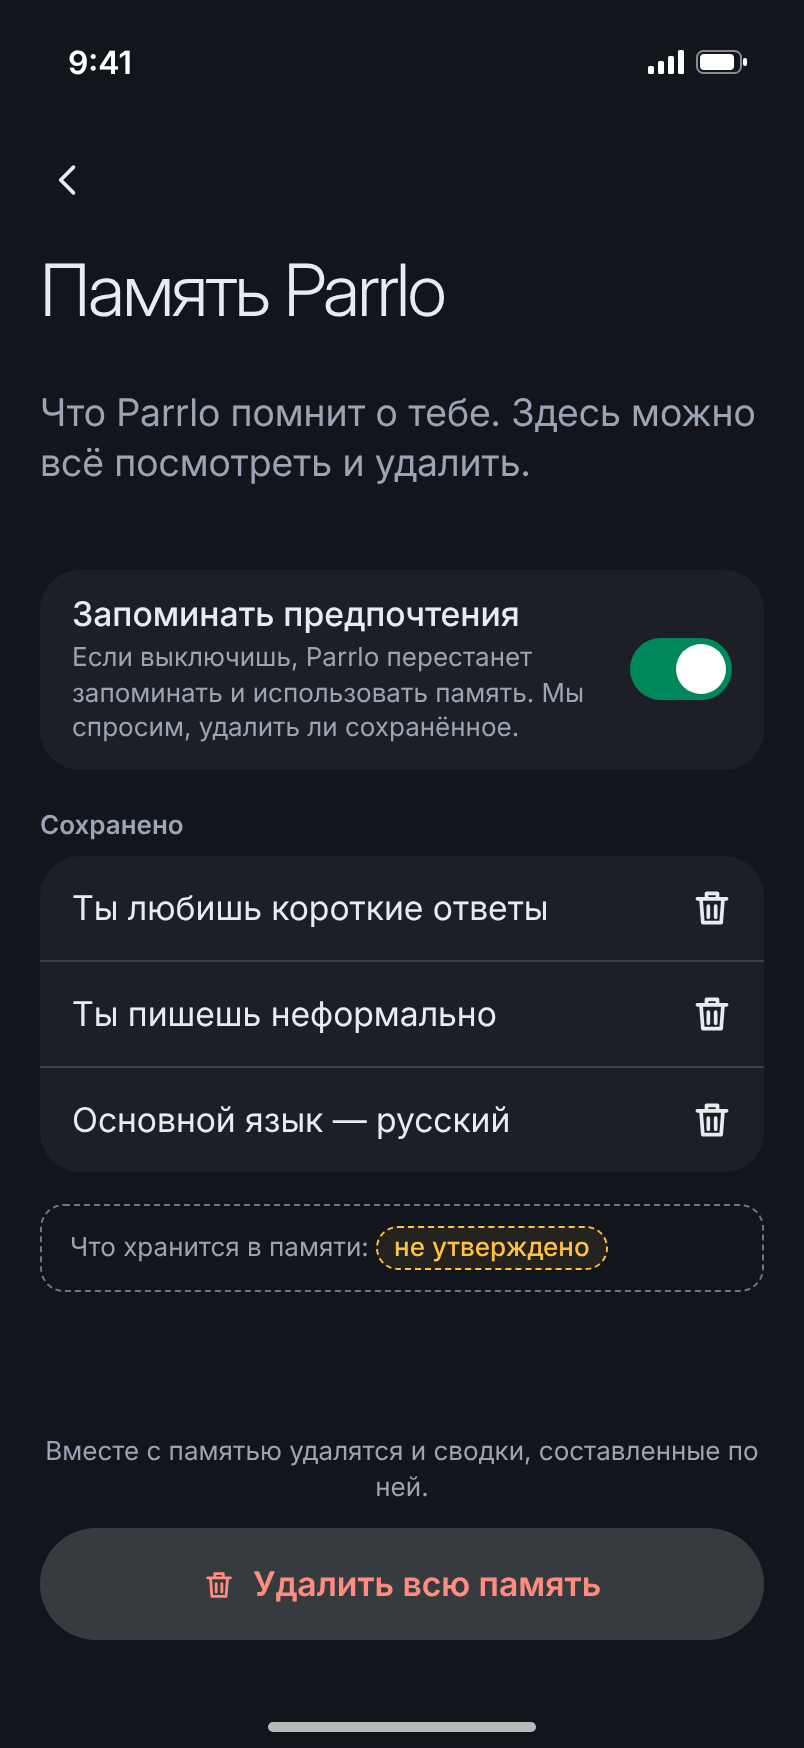 9:41
Память Parrlo
Что Parrlo помнит о тебе. Здесь можно
всё посмотреть и удалить.
Запоминать предпочтения
Если выключишь, Parrlo перестанет
запоминать и использовать память. Мы
спросим, удалить ли сохранённое.
Сохранено
Ты любишь короткие ответы
Ты пишешь неформально
Основной язык — русский
Что хранится в памяти: не утверждено
Вместе с памятью удалятся и сводки, составленные по
ней.
Удалить всю память